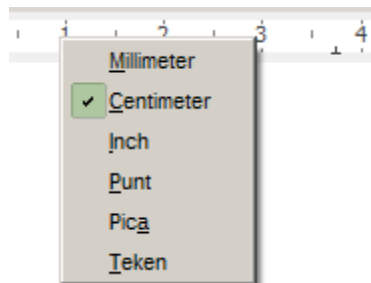 1 2 3 4
Millimeter
Centimeter
Inch
Punt
Pica
Teken